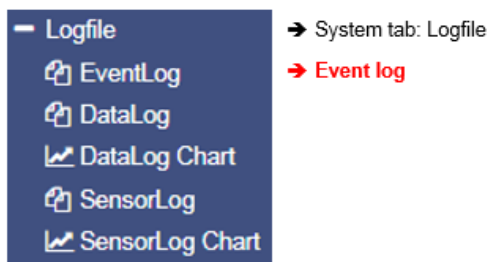 Logfile ➔ System tab: Logfile
EventLog ➔ Event log
DataLog
DataLog Chart
SensorLog
SensorLog Chart